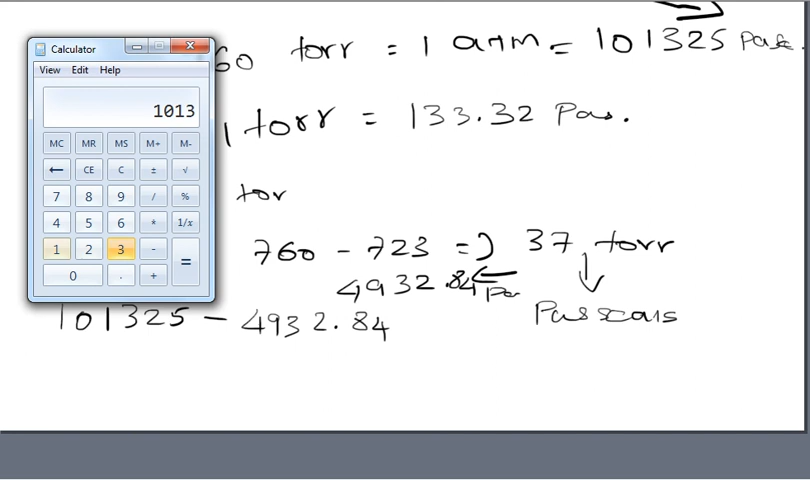 60 torr = 1 atm = 101325 Pas.
1 torr = 133.32 Pas.
tor
760 - 723 => 37 torr
4932.84 Pas
Passcals
101325 - 4932.84
Calculator
View Edit Help
1013
MC MR MS M+ M-
← CE C ± √
7 8 9 / %
4 5 6 * 1/x
1 2 3 - =
0 . +